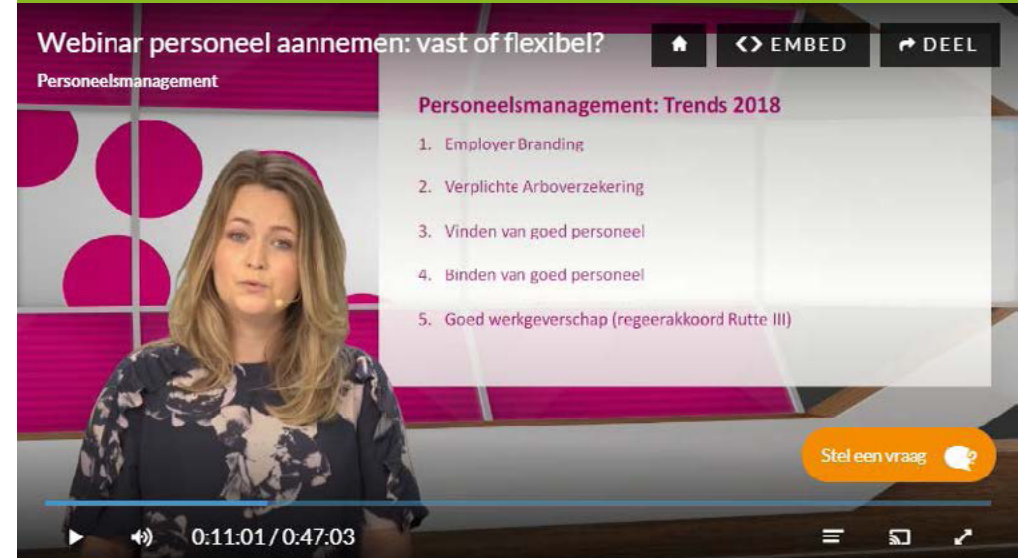 Webinar personeel aannemen: vast of flexibel?
EMBED
DEEL
Personeelsmanagement
Personeelsmanagement: Trends 2018
1. Employer Branding
2. Verplichte Arboverzekering
3. Vinden van goed personeel
4. Binden van goed personeel
5. Goed werkgeverschap (regeerakkoord Rutte III)
Stel een vraag
0:11:01 / 0:47:03